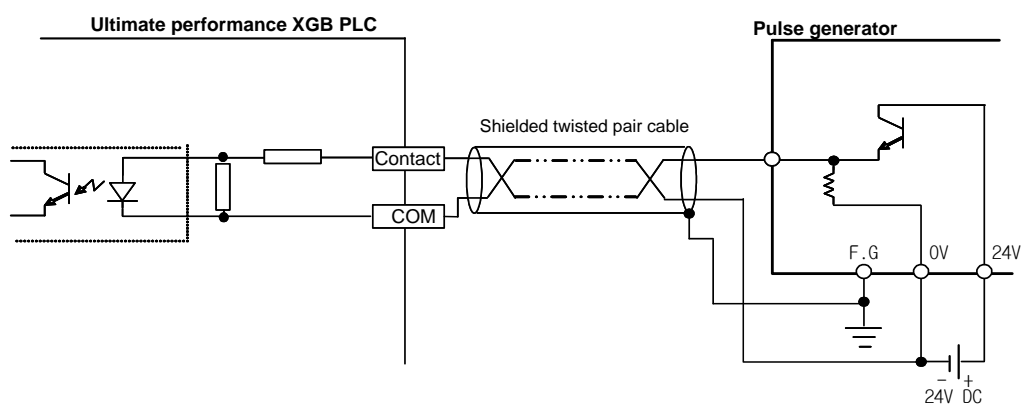 Ultimate performance XGB PLC
Pulse generator
Shielded twisted pair cable
Contact
COM
F.G
0V
24V
- +
24V DC